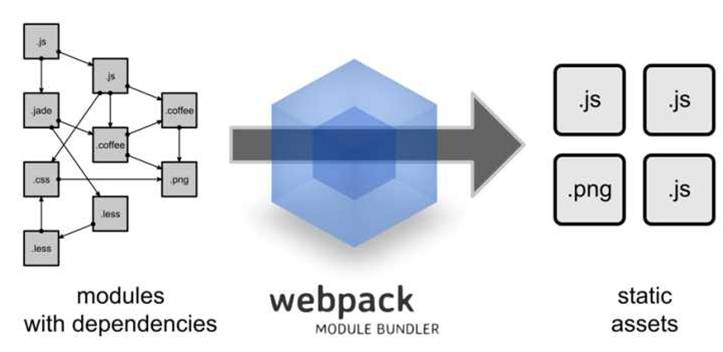 .js
.js
.jade
.coffee
.coffee
.css
.png
.less
.less
modules
with dependencies
webpack
MODULE BUNDLER
.js
.js
.png
.js
static
assets